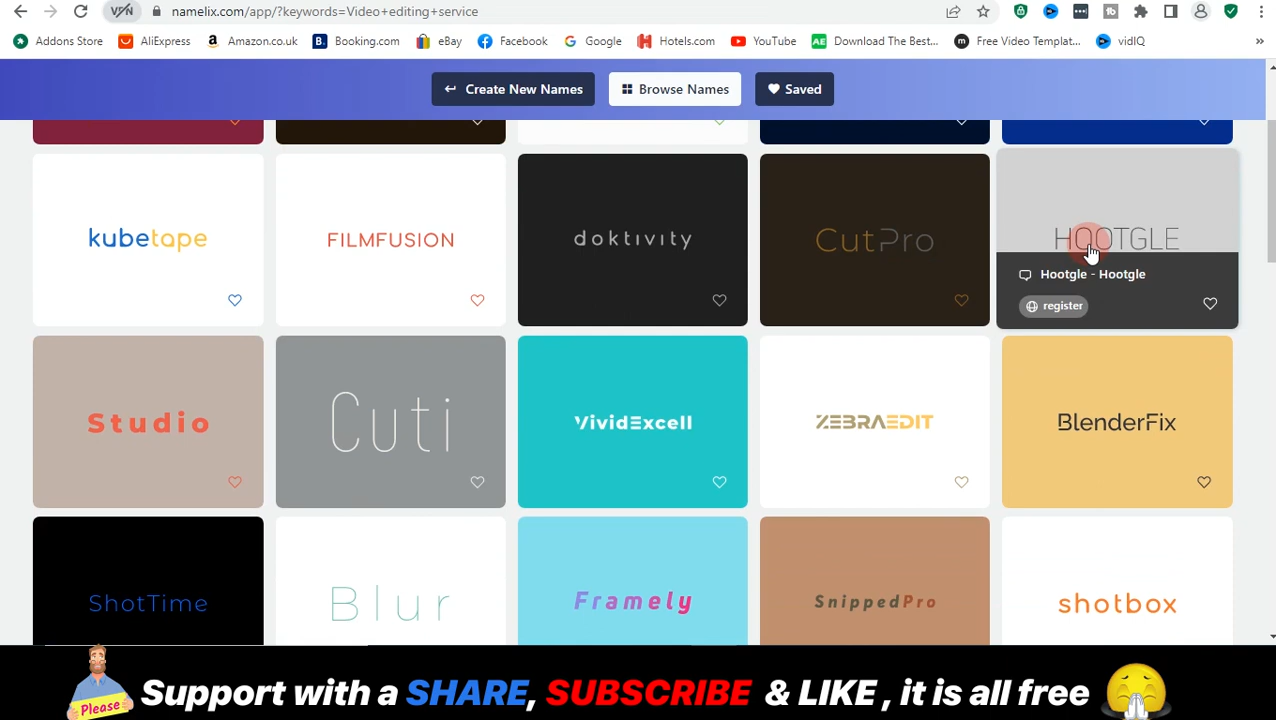 VPN
namelix.com/app/?keywords=Video+editing+service
Addons Store
AliExpress
Amazon.co.uk
Booking.com
eBay
Facebook
Google
Hotels.com
YouTube
Download The Best...
Free Video Templat...
vidIQ
»
Create New Names
Browse Names
Saved
kubetape
FILMFUSION
doktivity
CutPro
HOOTGLE
Hootgle - Hootgle
register
Studio
Cuti
VividExcell
ZEBRAEDIT
BlenderFix
ShotTime
Blur
Framely
SnippedPro
shotbox
Please
Support with a SHARE, SUBSCRIBE & LIKE , it is all free